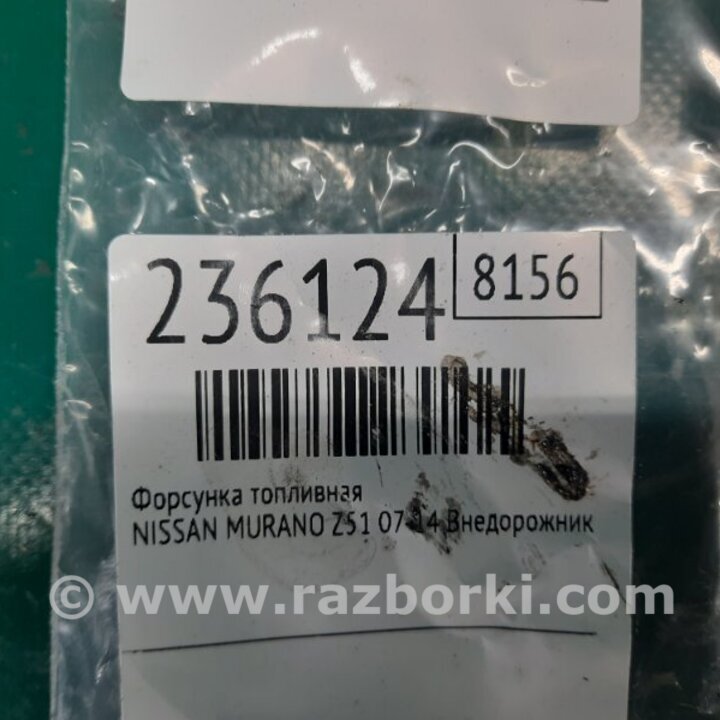 236124
8156
Форсунка топливная
NISSAN MURANO Z51 07-14 Внедорожник
© www.razborki.com